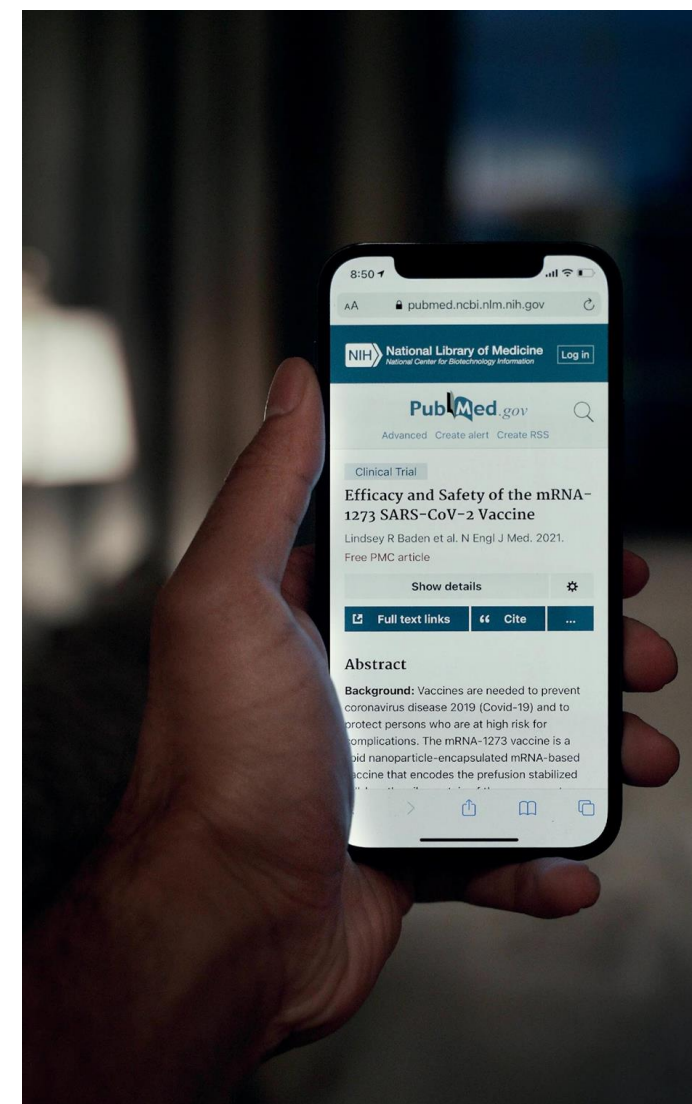 8:50
AA pubmed.ncbi.nlm.nih.gov
NIH National Library of Medicine
National Center for Biotechnology Information
Log in
PubMed.gov
Advanced Create alert Create RSS
Clinical Trial
Efficacy and Safety of the mRNA-
1273 SARS-CoV-2 Vaccine
Lindsey R Baden et al. N Engl J Med. 2021.
Free PMC article
Show details
Full text links “ Cite ...
Abstract
Background: Vaccines are needed to prevent
coronavirus disease 2019 (Covid-19) and to
protect persons who are at high risk for
complications. The mRNA-1273 vaccine is a
nanoparticle-encapsulated mRNA-based
vaccine that encodes the prefusion stabilized